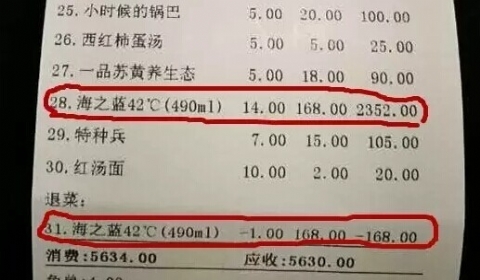 25. 小时候的锅巴 5.00 20.00 100.00
26. 西红柿蛋汤 5.00 5.00 25.00
27. 一品苏黄养生态 5.00 18.00 90.00
28. 海之蓝42℃(490ml) 14.00 168.00 2352.00
29. 特种兵 7.00 15.00 105.00
30. 红汤面 10.00 2.00 20.00
退菜:
31. 海之蓝42℃(490ml) -1.00 168.00 -168.00
消费:5634.00 应收:5630.00